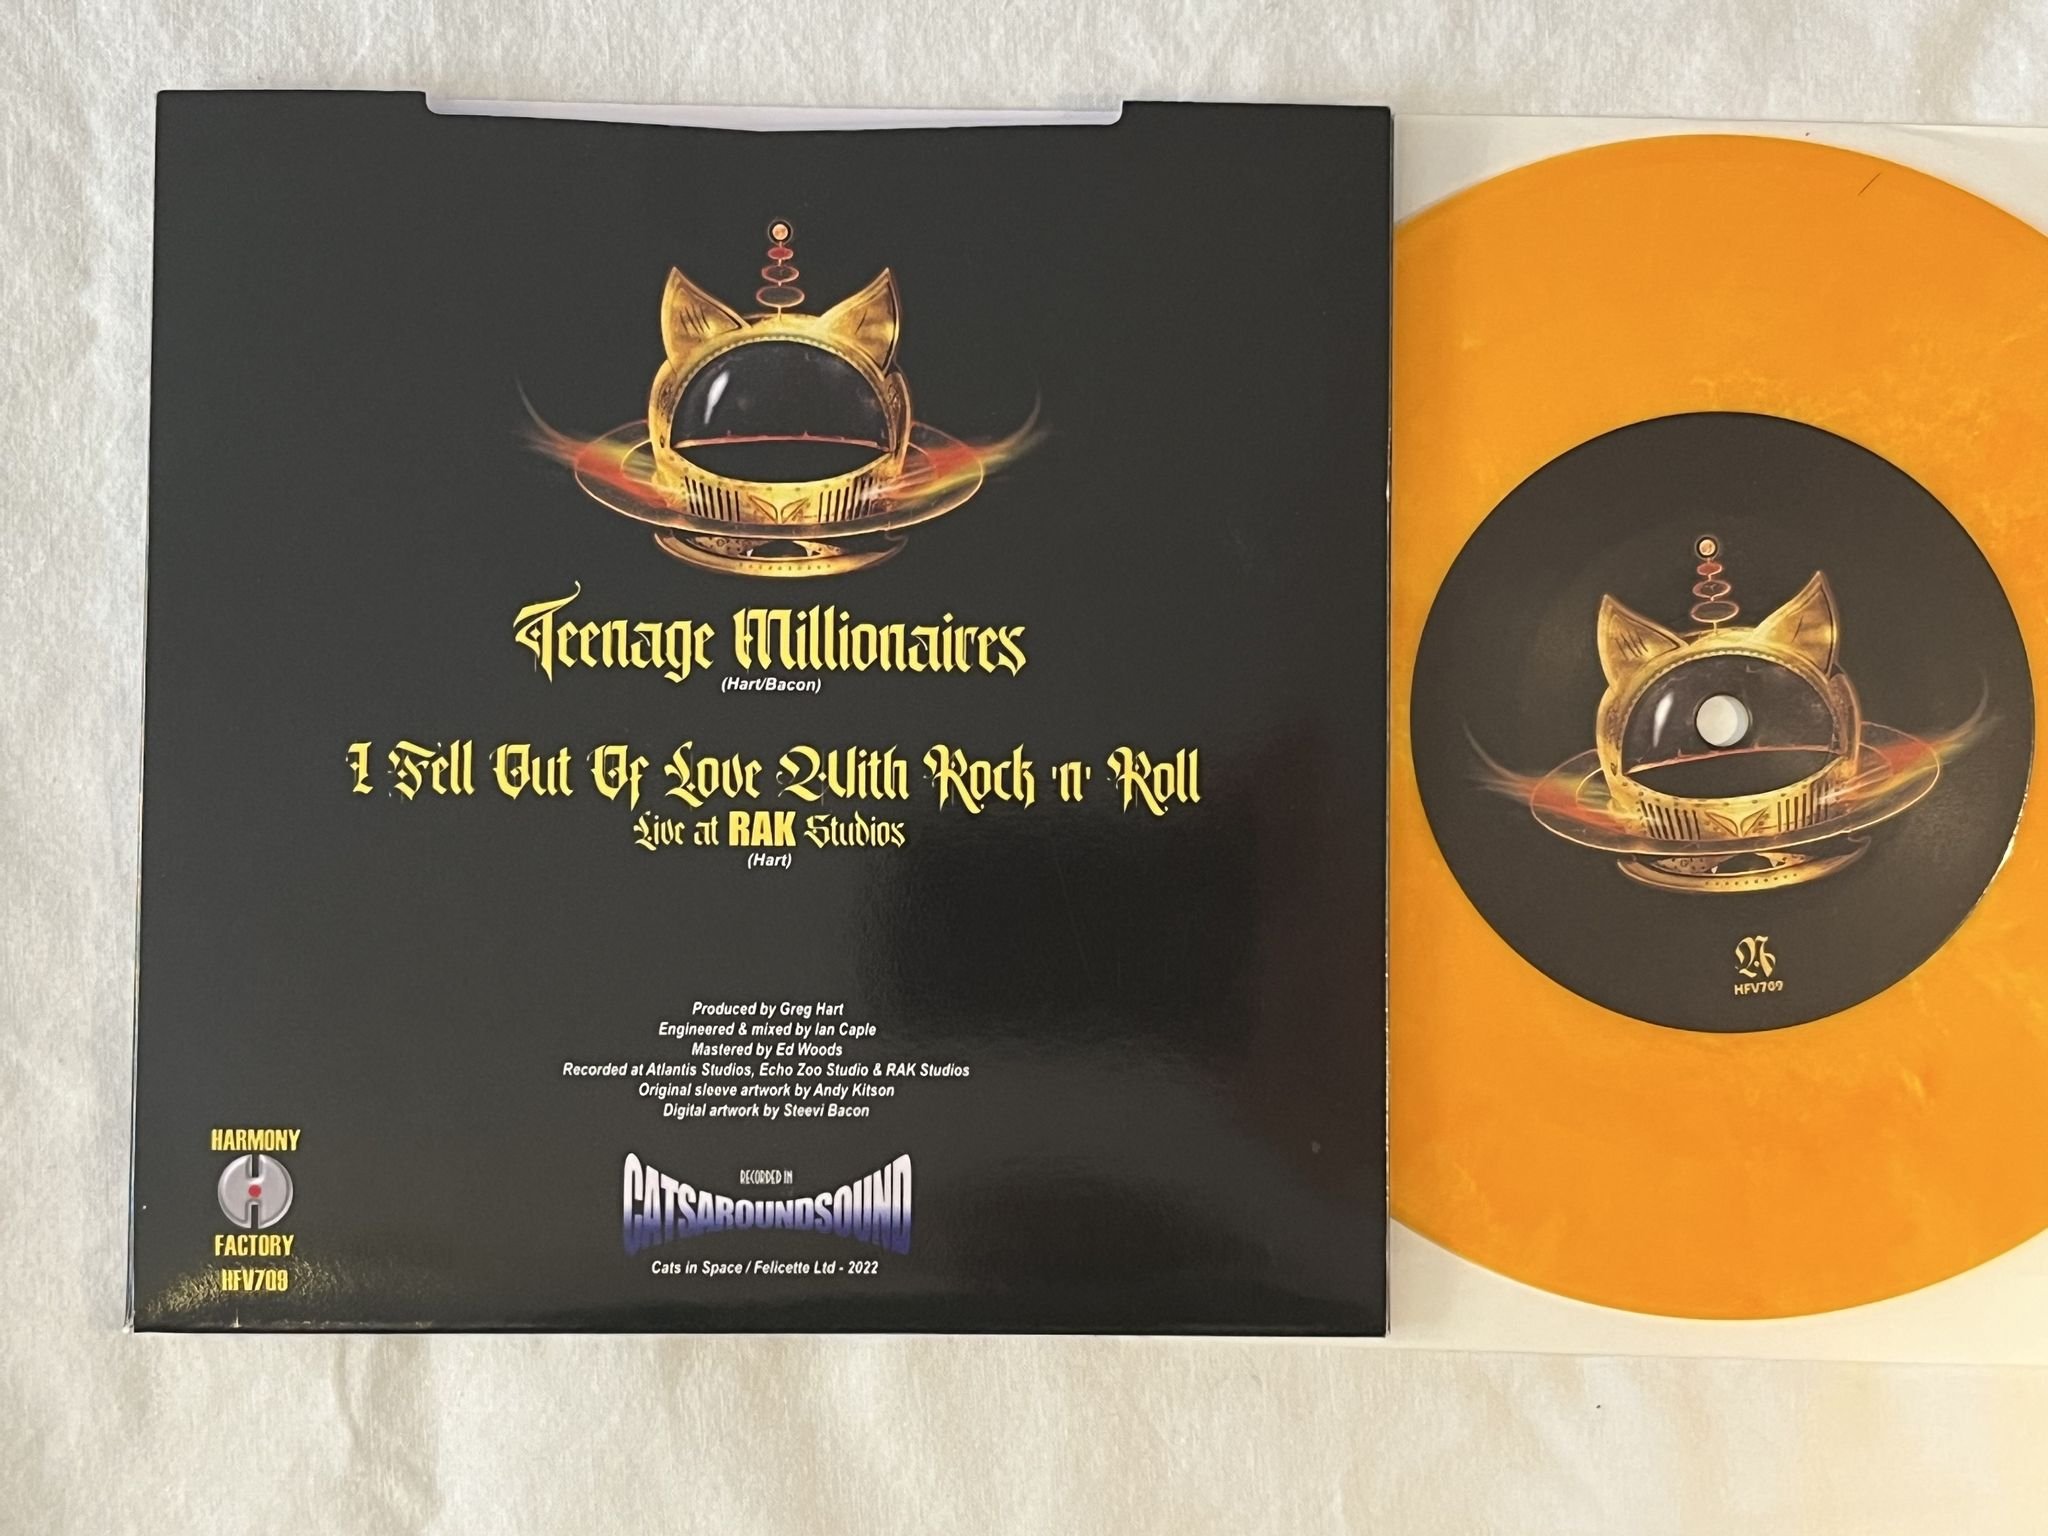 Teenage Millionaires
(Hart/Bacon)
I Fell Out Of Love With Rock 'n' Roll
Live at RAK Studios
(Hart)
Produced by Greg Hart
Engineered & mixed by Ian Caple
Mastered by Ed Woods
Recorded at Atlantis Studios, Echo Zoo Studio & RAK Studios
Original sleeve artwork by Andy Kitson
Digital artwork by Steevi Bacon
HARMONY
FACTORY
HFV709
RECORDED IN
CATSAROUNDSOUND
Cats in Space / Felicette Ltd - 2022
HFV709